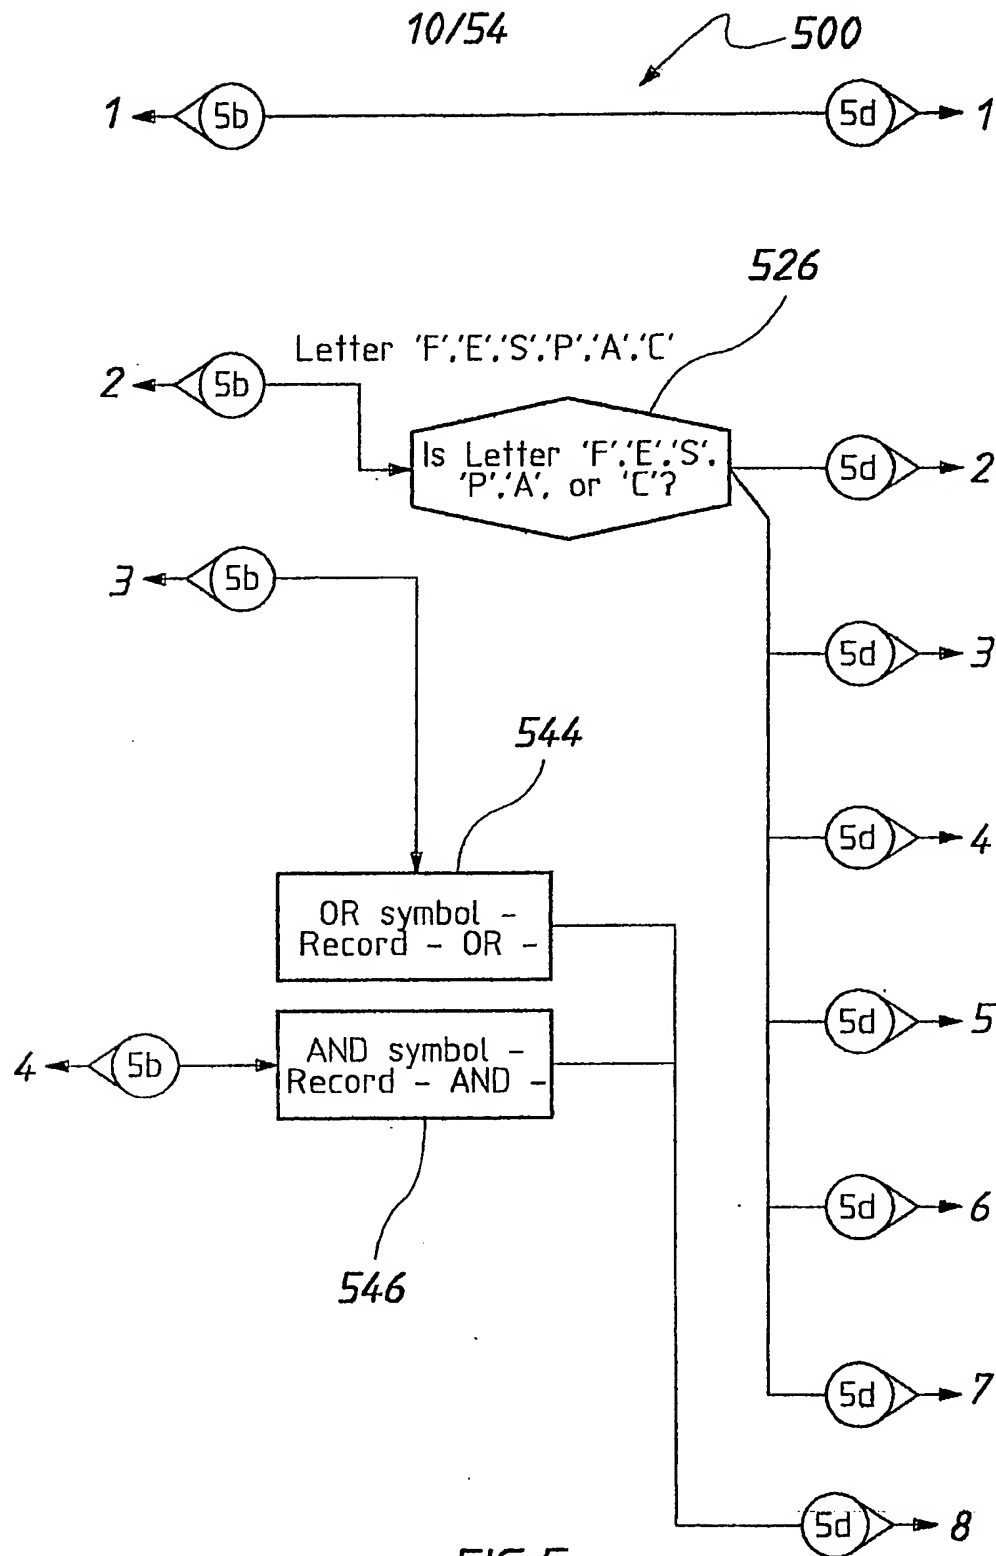 10/54
500
1 5b 5d 1
526
Letter 'F','E','S','P','A','C'
2 5b
Is Letter 'F','E','S',
'P','A', or 'C'?
5d 2
3 5b
5d 3
544
5d 4
OR symbol -
Record - OR -
5d 5
4 5b
AND symbol -
Record - AND -
5d 6
546
5d 7
5d 8